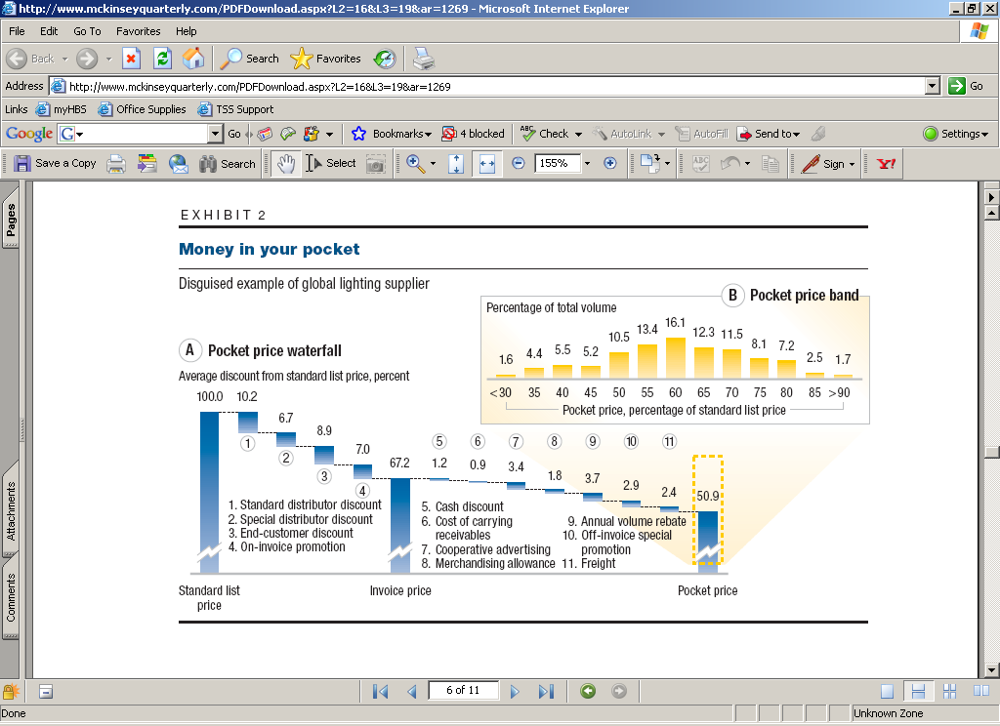 http://www.mckinseyquarterly.com/PDFDownload.aspx?L2=16&L3=19&ar=1269 - Microsoft Internet Explorer
File Edit Go To Favorites Help
Back Search Favorites
Address http://www.mckinseyquarterly.com/PDFDownload.aspx?L2=16&L3=19&ar=1269 Go
Links myHBS Office Supplies TSS Support
Google G Go Bookmarks 4 blocked ABC Check AutoLink AutoFill Send to Settings
Save a Copy Search Select 155% ABC Sign Y!
Pages
Attachments
Comments
EXHIBIT 2
Money in your pocket
Disguised example of global lighting supplier
B Pocket price band
Percentage of total volume
1.6 4.4 5.5 5.2 10.5 13.4 16.1 12.3 11.5 8.1 7.2 2.5 1.7
<30 35 40 45 50 55 60 65 70 75 80 85 >90
Pocket price, percentage of standard list price
A Pocket price waterfall
Average discount from standard list price, percent
100.0 10.2 6.7 8.9 7.0 67.2 1.2 0.9 3.4 1.8 3.7 2.9 2.4 50.9
1 2 3 4 5 6 7 8 9 10 11
1. Standard distributor discount
2. Special distributor discount
3. End-customer discount
4. On-invoice promotion
5. Cash discount
6. Cost of carrying
receivables
7. Cooperative advertising
8. Merchandising allowance
9. Annual volume rebate
10. Off-invoice special
promotion
11. Freight
Standard list
price
Invoice price
Pocket price
6 of 11
Done Unknown Zone